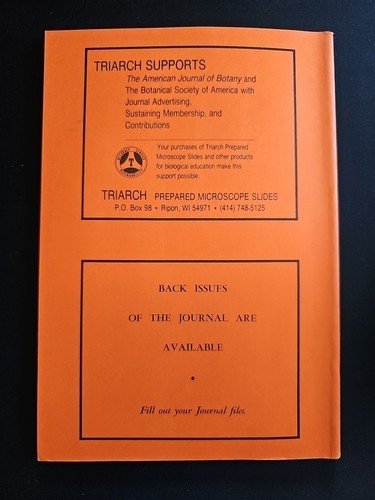 TRIARCH SUPPORTS
The American Journal of Botany and
The Botanical Society of America with
Journal Advertising,
Sustaining Membership, and
Contributions
Your purchases of Triarch Prepared
Microscope Slides and other products
for biological education make this
support possible.
TRIARCH PREPARED MICROSCOPE SLIDES
P.O. Box 98 • Ripon, WI 54971 • (414) 748-5125
BACK ISSUES
OF THE JOURNAL ARE
AVAILABLE
*
Fill out your Journal files